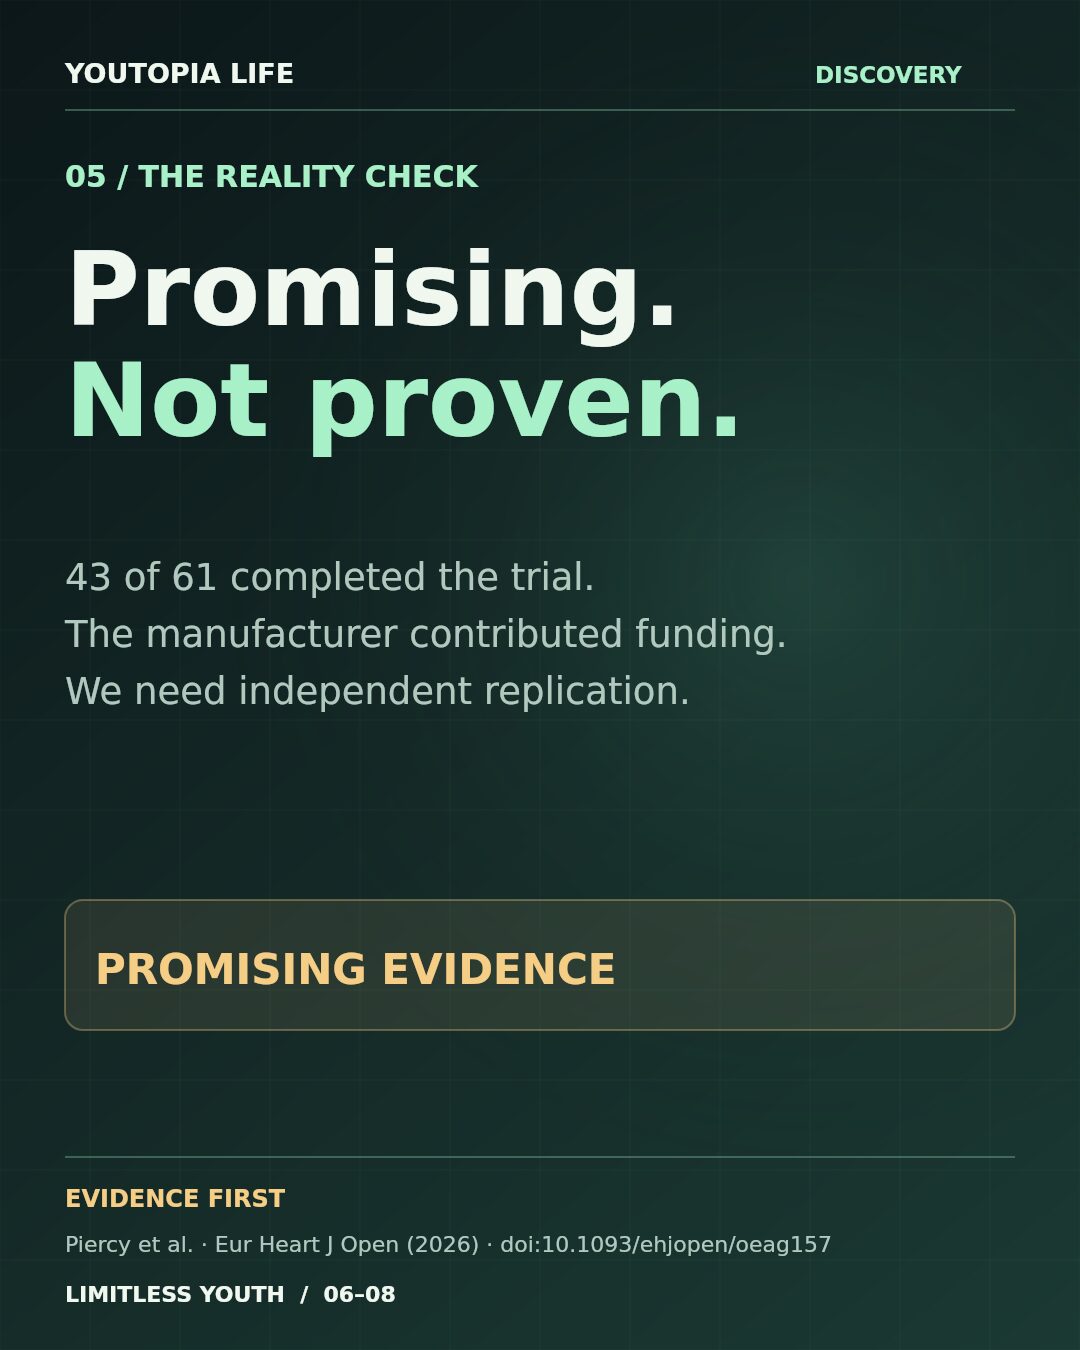 YOUTOPIA LIFE
DISCOVERY
05 / THE REALITY CHECK
Promising.
Not proven.
43 of 61 completed the trial.
The manufacturer contributed funding.
We need independent replication.
PROMISING EVIDENCE
EVIDENCE FIRST
Piercy et al. · Eur Heart J Open (2026) · doi:10.1093/ehjopen/oeag157
LIMITLESS YOUTH / 06–08